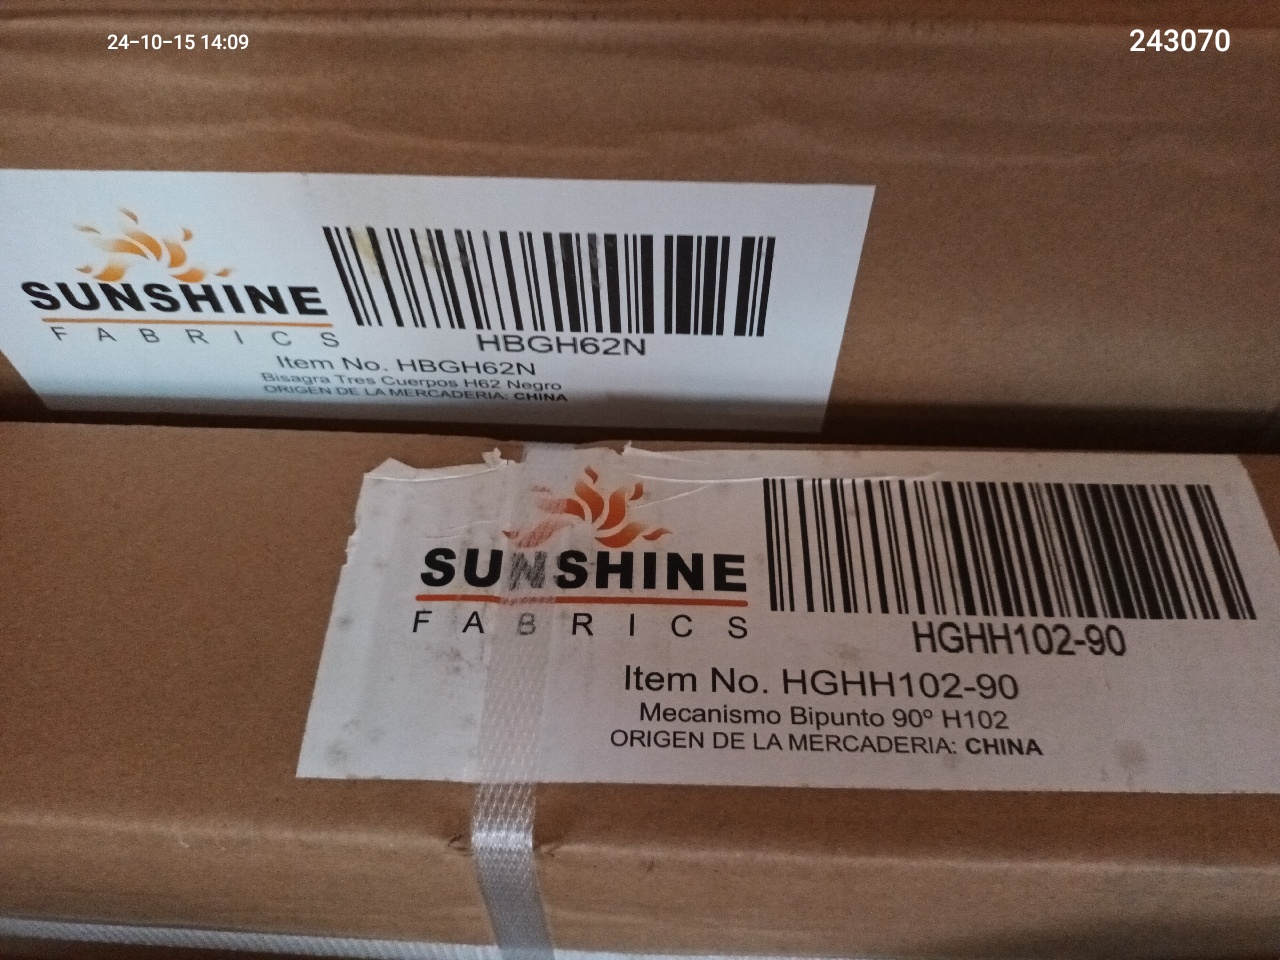 24-10-15 14:09
243070
SUNSHINE
FABRICS
HBGH62N
Item No. HBGH62N
Bisagra Tres Cuerpos H62 Negro
ORIGEN DE LA MERCADERIA: CHINA
SUNSHINE
FABRICS
HGHH102-90
Item No. HGHH102-90
Mecanismo Bipunto 90º H102
ORIGEN DE LA MERCADERIA: CHINA